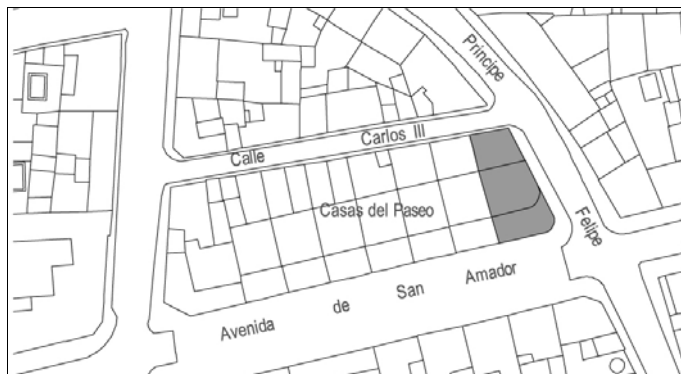 Principe
Calle Carlos III
Casas del Paseo
Felipe
Avenida de San Amador